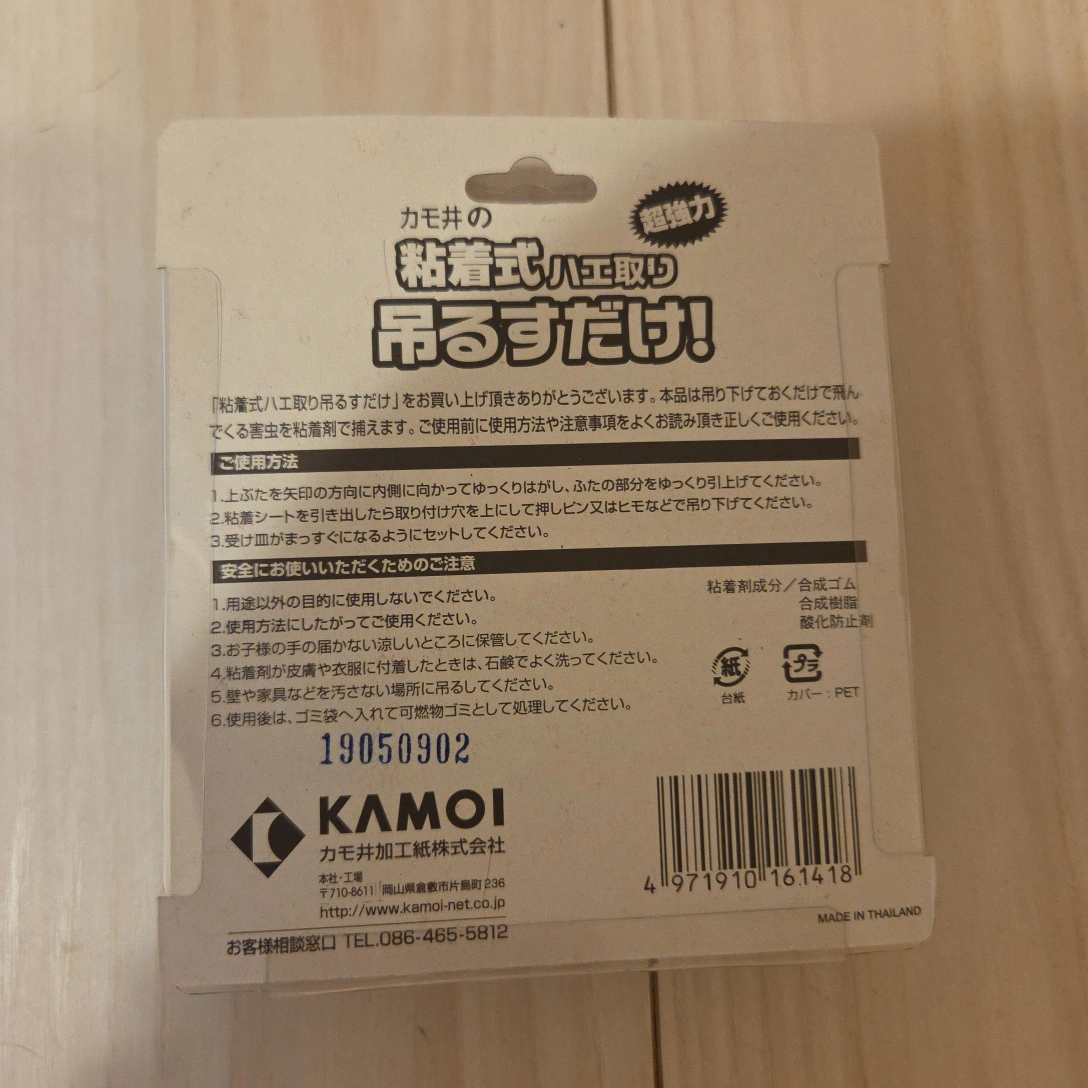 カモ井の
超強力
粘着式ハエ取り
吊るすだけ!
「粘着式ハエ取り吊るすだけ」をお買い上げ頂きありがとうございます。本品は吊り下げておくだけで飛ん
でくる害虫を粘着剤で捕えます。ご使用前に使用方法や注意事項をよくお読み頂き正しくご使用ください。
ご使用方法
1.上ぶたを矢印の方向に内側に向かってゆっくりはがし、ふたの部分をゆっくり引上げてください。
2.粘着シートを引き出したら取り付け穴を上にして押しピン又はヒモなどで吊り下げてください。
3.受け皿がまっすぐになるようにセットしてください。
安全にお使いいただくためのご注意
1.用途以外の目的に使用しないでください。
2.使用方法にしたがってご使用ください。
3.お子様の手の届かない涼しいところに保管してください。
4.粘着剤が皮膚や衣服に付着したときは、石鹸でよく洗ってください。
5.壁や家具などを汚さない場所に吊るしてください。
6.使用後は、ゴミ袋へ入れて可燃物ゴミとして処理してください。
粘着剤成分/合成ゴム
合成樹脂
酸化防止剤
紙
台紙
プラ
カバー:PET
19050902
KAMOI
カモ井加工紙株式会社
本社・工場
〒710-8611 岡山県倉敷市片島町236
http://www.kamoi-net.co.jp
お客様相談窓口 TEL.086-465-5812
4 971910 161418
MADE IN THAILAND